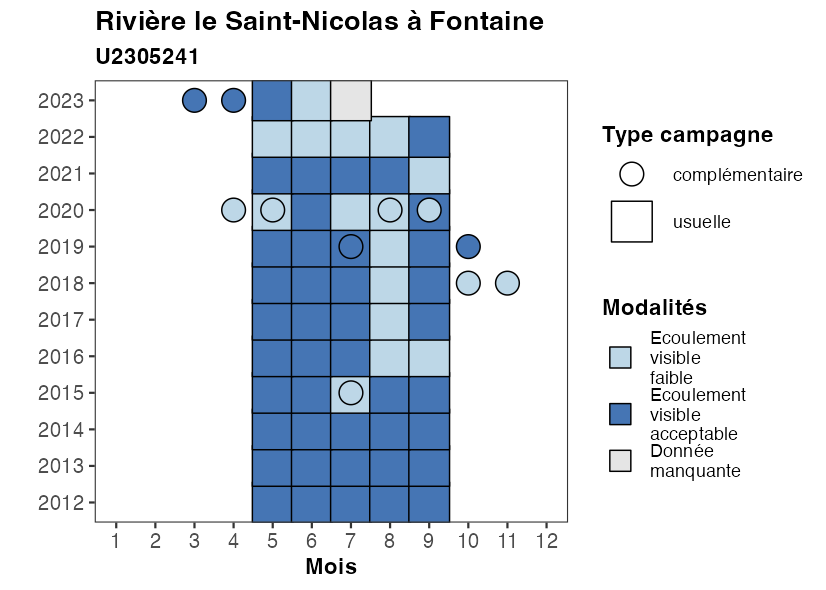 Rivière le Saint-Nicolas à Fontaine
U2305241
2023
2022
2021
2020
2019
2018
2017
2016
2015
2014
2013
2012
1 2 3 4 5 6 7 8 9 10 11 12
Mois
Type campagne
complémentaire
usuelle
Modalités
Ecoulement
visible
faible
Ecoulement
visible
acceptable
Donnée
manquante